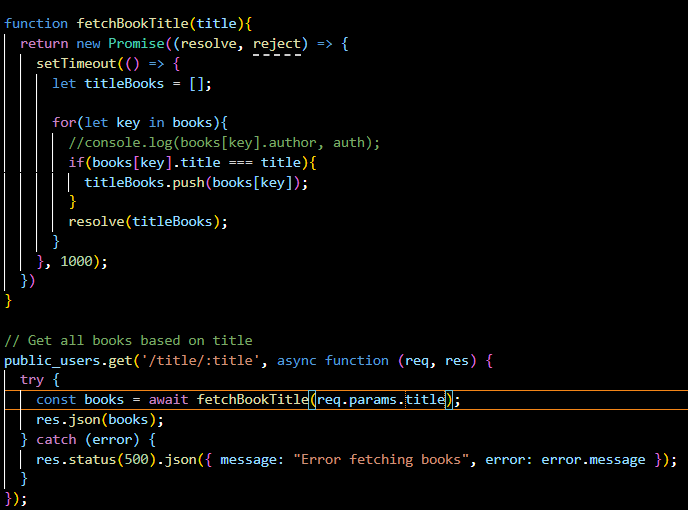 function fetchBookTitle(title){
  return new Promise((resolve, reject) => {
    setTimeout(() => {
      let titleBooks = [];

      for(let key in books){
        //console.log(books[key].author, auth);
        if(books[key].title === title){
          titleBooks.push(books[key]);
        }
        resolve(titleBooks);
      }
    }, 1000);
  })
}

// Get all books based on title
public_users.get('/title/:title', async function (req, res) {
  try {
    const books = await fetchBookTitle(req.params.title);
    res.json(books);
  } catch (error) {
    res.status(500).json({ message: "Error fetching books", error: error.message });
  }
});